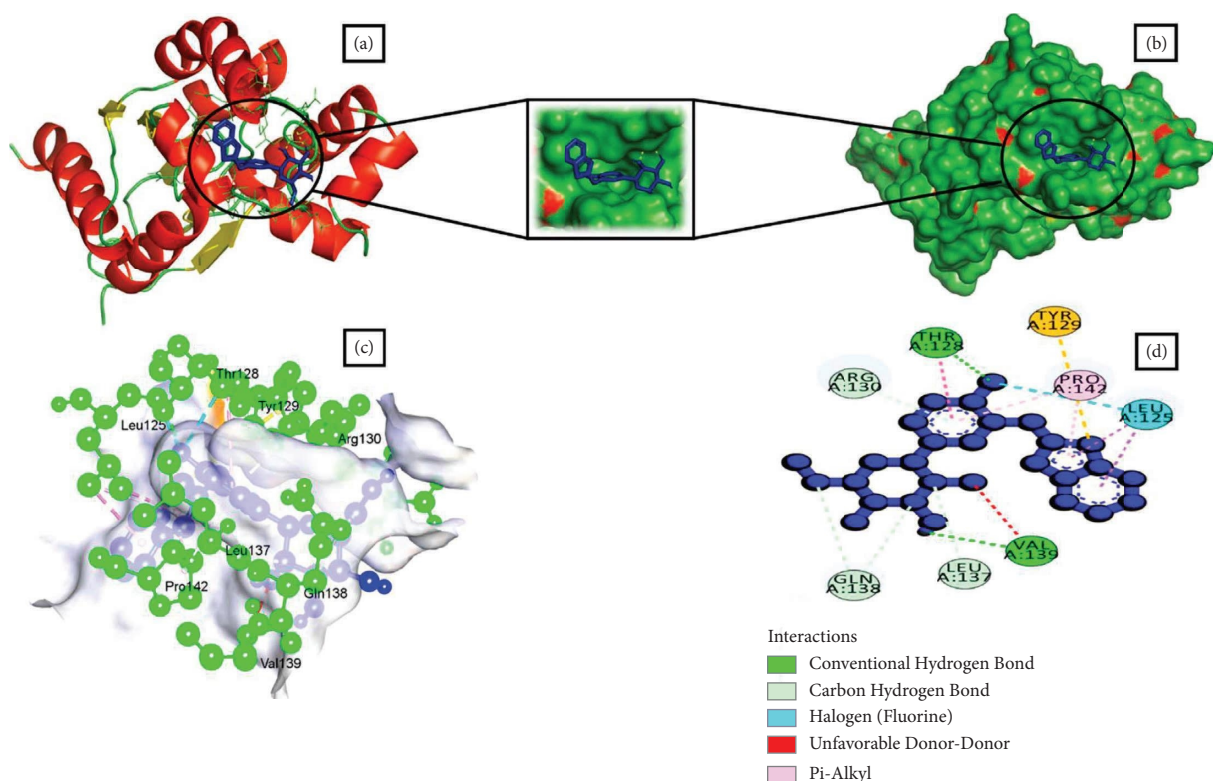 (a)
(b)
(c)
Thr128
Tyr129
Leu125
Arg130
Leu137
Pro142
Gln138
Val139
(d)
TYR
A:129
THR
A:128
ARG
A:130
PRO
A:142
LEU
A:125
VAL
A:139
LEU
A:137
GLN
A:138
Interactions
Conventional Hydrogen Bond
Carbon Hydrogen Bond
Halogen (Fluorine)
Unfavorable Donor-Donor
Pi-Alkyl